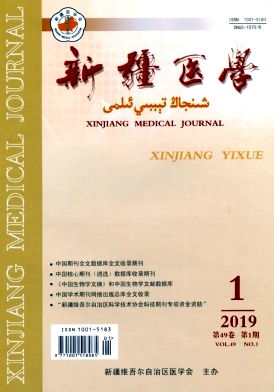 ISSN 1001-5183
CN65-1070/R
新疆医学
شىنجاڭ تېببىي ئىلمى
XINJIANG MEDICAL JOURNAL
XINJIANG YIXUE
XINJIANG MEDICAL JOURNAL
• 中国期刊全文数据库全文收录期刊
• 中国核心期刊(遴选)数据库收录期刊
• 《中国生物学文摘》和中国生物学文献数据库
• 中国学术期刊网络出版总库全文收录
• “新疆维吾尔自治区科学技术协会科技期刊专项资金资助”
1
2019
第49卷 第1期
VOL.49 NO.1
ISSN 1001-5183
01
9771001518085
新疆维吾尔自治区医学会 主办